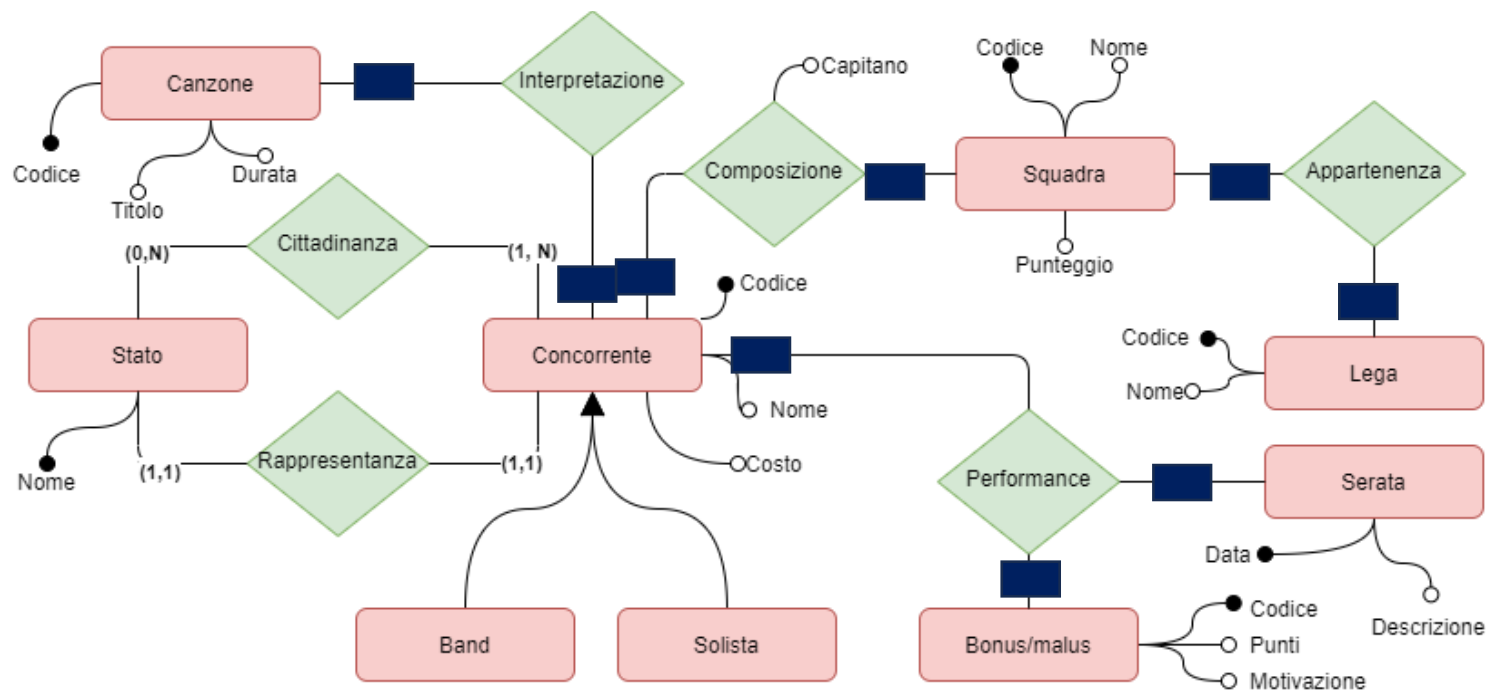 Canzone
Interpretazione
Capitano
Codice
Nome
Codice
Titolo
Durata
Composizione
Squadra
Appartenenza
Punteggio
(0,N)
Cittadinanza
(1, N)
Codice
Stato
Concorrente
Nome
Codice
Nome
Lega
Nome
(1,1)
Rappresentanza
(1,1)
Costo
Performance
Serata
Data
Descrizione
Band
Solista
Bonus/malus
Codice
Punti
Motivazione